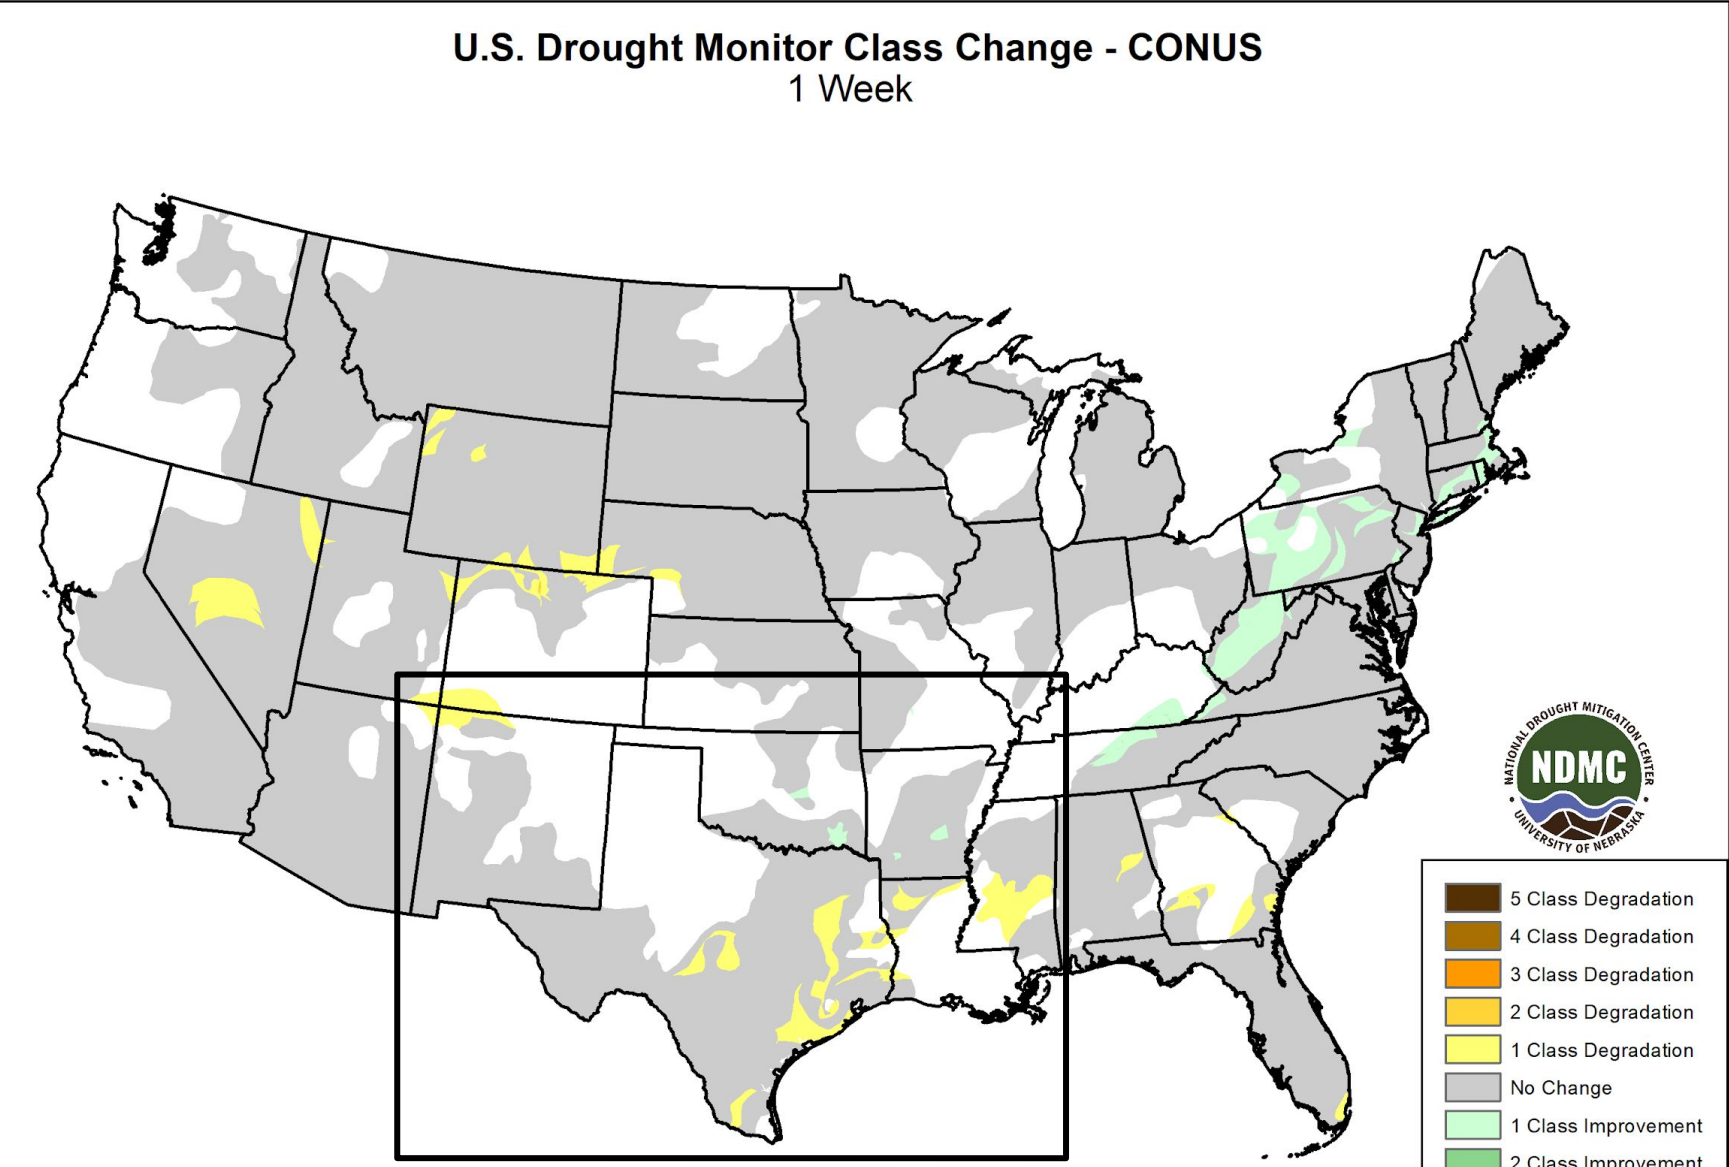 U.S. Drought Monitor Class Change - CONUS
1 Week
NATIONAL DROUGHT MITIGATION CENTER
NDMC
UNIVERSITY OF NEBRASKA
5 Class Degradation
4 Class Degradation
3 Class Degradation
2 Class Degradation
1 Class Degradation
No Change
1 Class Improvement
2 Class Improvement